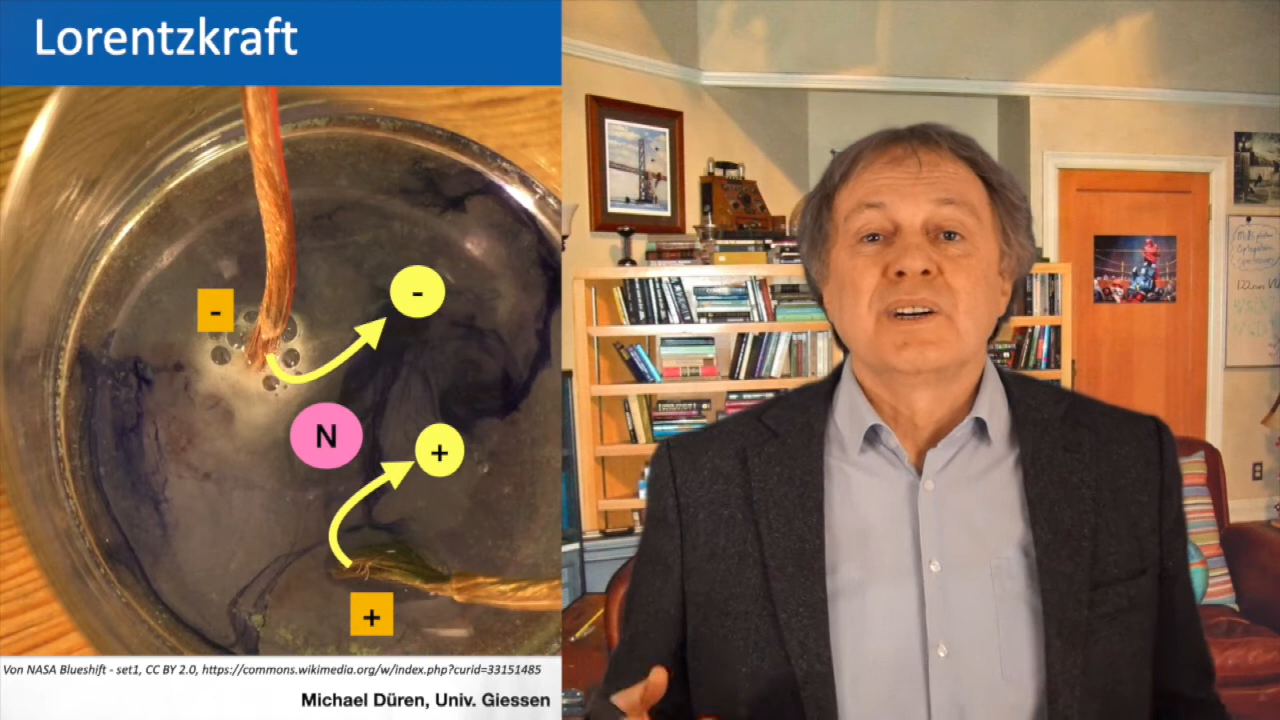 Lorentzkraft
-
-
N
+
+
Von NASA Blueshift - set1, CC BY 2.0, https://commons.wikimedia.org/w/index.php?curid=33151485
Michael Düren, Univ. Giessen